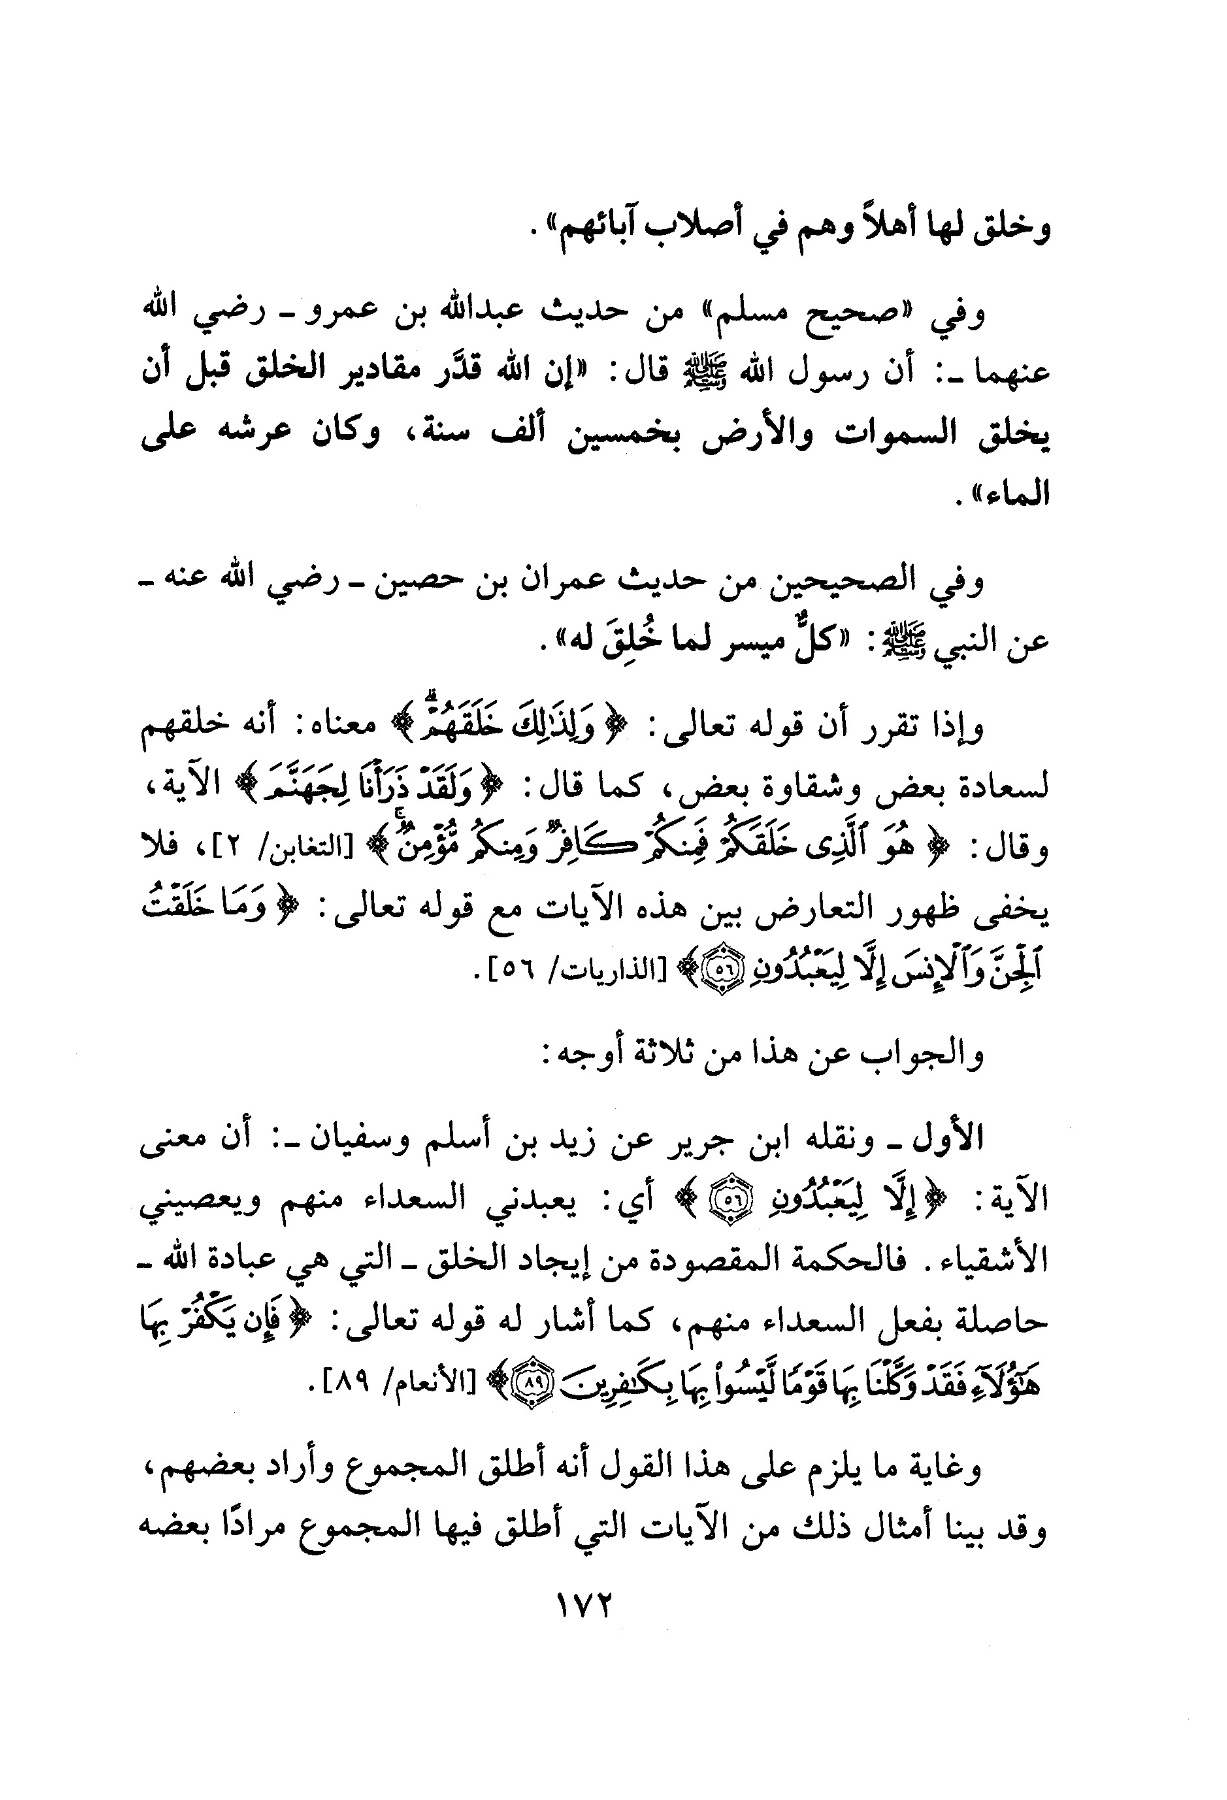 وخلق لها أهلاً وهم في أصلاب آبائهم».
وفي «صحيح مسلم» من حديث عبدالله بن عمرو ـ رضي الله
عنهما ـ: أن رسول الله ﷺ قال: «إن الله قدَّر مقادير الخلق قبل أن
يخلق السموات والأرض بخمسين ألف سنة، وكان عرشه على
الماء».
وفي الصحيحين من حديث عمران بن حصين ـ رضي الله عنه ـ
عن النبي ﷺ: «كلٌّ ميسر لما خُلِقَ له».
وإذا تقرر أن قوله تعالى: ﴿وَلِذَٰلِكَ خَلَقَهُمۡۗ﴾ معناه: أنه خلقهم
لسعادة بعض وشقاوة بعض، كما قال: ﴿وَلَقَدۡ ذَرَأۡنَا لِجَهَنَّمَ﴾ الآية،
وقال: ﴿هُوَ ٱلَّذِى خَلَقَكُمۡ فَمِنكُمۡ كَافِرٞ وَمِنكُم مُّؤۡمِنٞۚ﴾ [التغابن/ ٢]، فلا
يخفى ظهور التعارض بين هذه الآيات مع قوله تعالى: ﴿وَمَا خَلَقۡتُ
ٱلۡجِنَّ وَٱلۡإِنسَ إِلَّا لِيَعۡبُدُونِ ٥٦﴾ [الذاريات/ ٥٦].
والجواب عن هذا من ثلاثة أوجه:
الأول ـ ونقله ابن جرير عن زيد بن أسلم وسفيان ـ: أن معنى
الآية: ﴿إِلَّا لِيَعۡبُدُونِ ٥٦﴾ أي: يعبدني السعداء منهم ويعصيني
الأشقياء. فالحكمة المقصودة من إيجاد الخلق ـ التي هي عبادة الله ـ
حاصلة بفعل السعداء منهم، كما أشار له قوله تعالى: ﴿فَإِن يَكۡفُرۡ بِهَا
هَٰٓؤُلَآءِ فَقَدۡ وَكَّلۡنَا بِهَا قَوۡمٗا لَّيۡسُواْ بِهَا بِكَٰفِرِينَ ٨٩﴾ [الأنعام/ ٨٩].
وغاية ما يلزم على هذا القول أنه أطلق المجموع وأراد بعضهم،
وقد بينا أمثال ذلك من الآيات التي أطلق فيها المجموع مرادًا بعضه
١٧٢